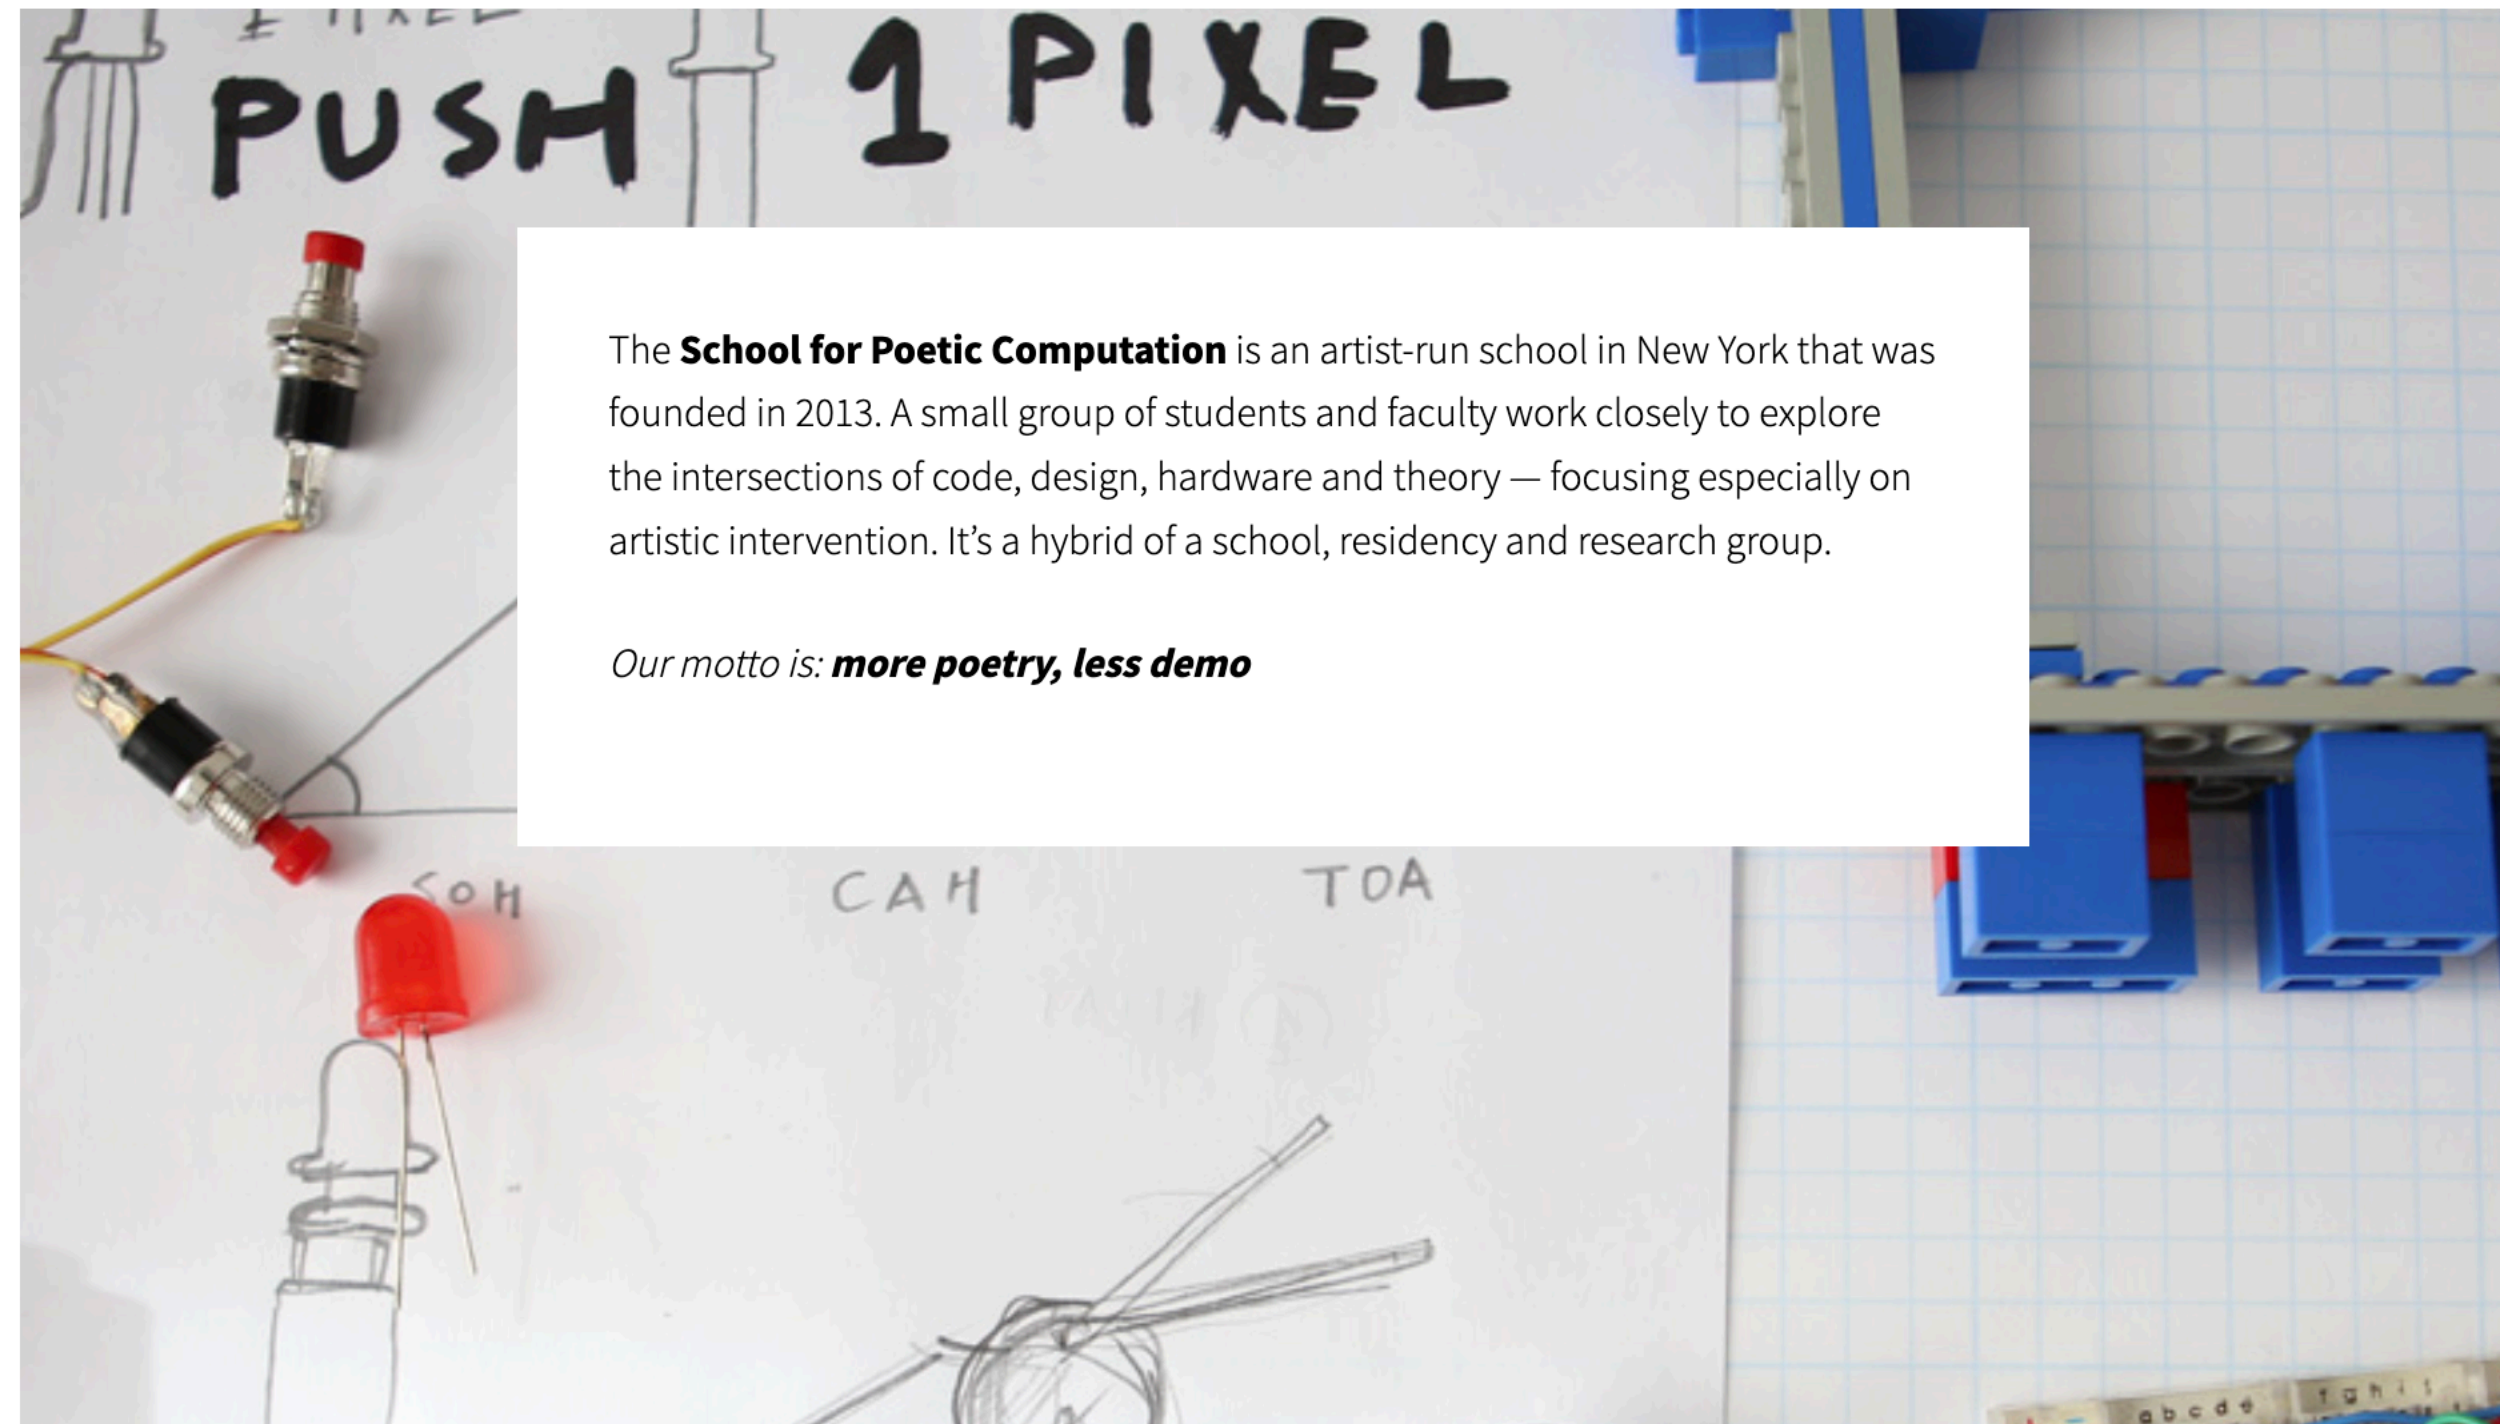 PUSH
1 PIXEL
The School for Poetic Computation is an artist-run school in New York that was
founded in 2013. A small group of students and faculty work closely to explore
the intersections of code, design, hardware and theory — focusing especially on
artistic intervention. It’s a hybrid of a school, residency and research group.
Our motto is: more poetry, less demo
SOH
CAH
TOA
a b c d e
f g h i j